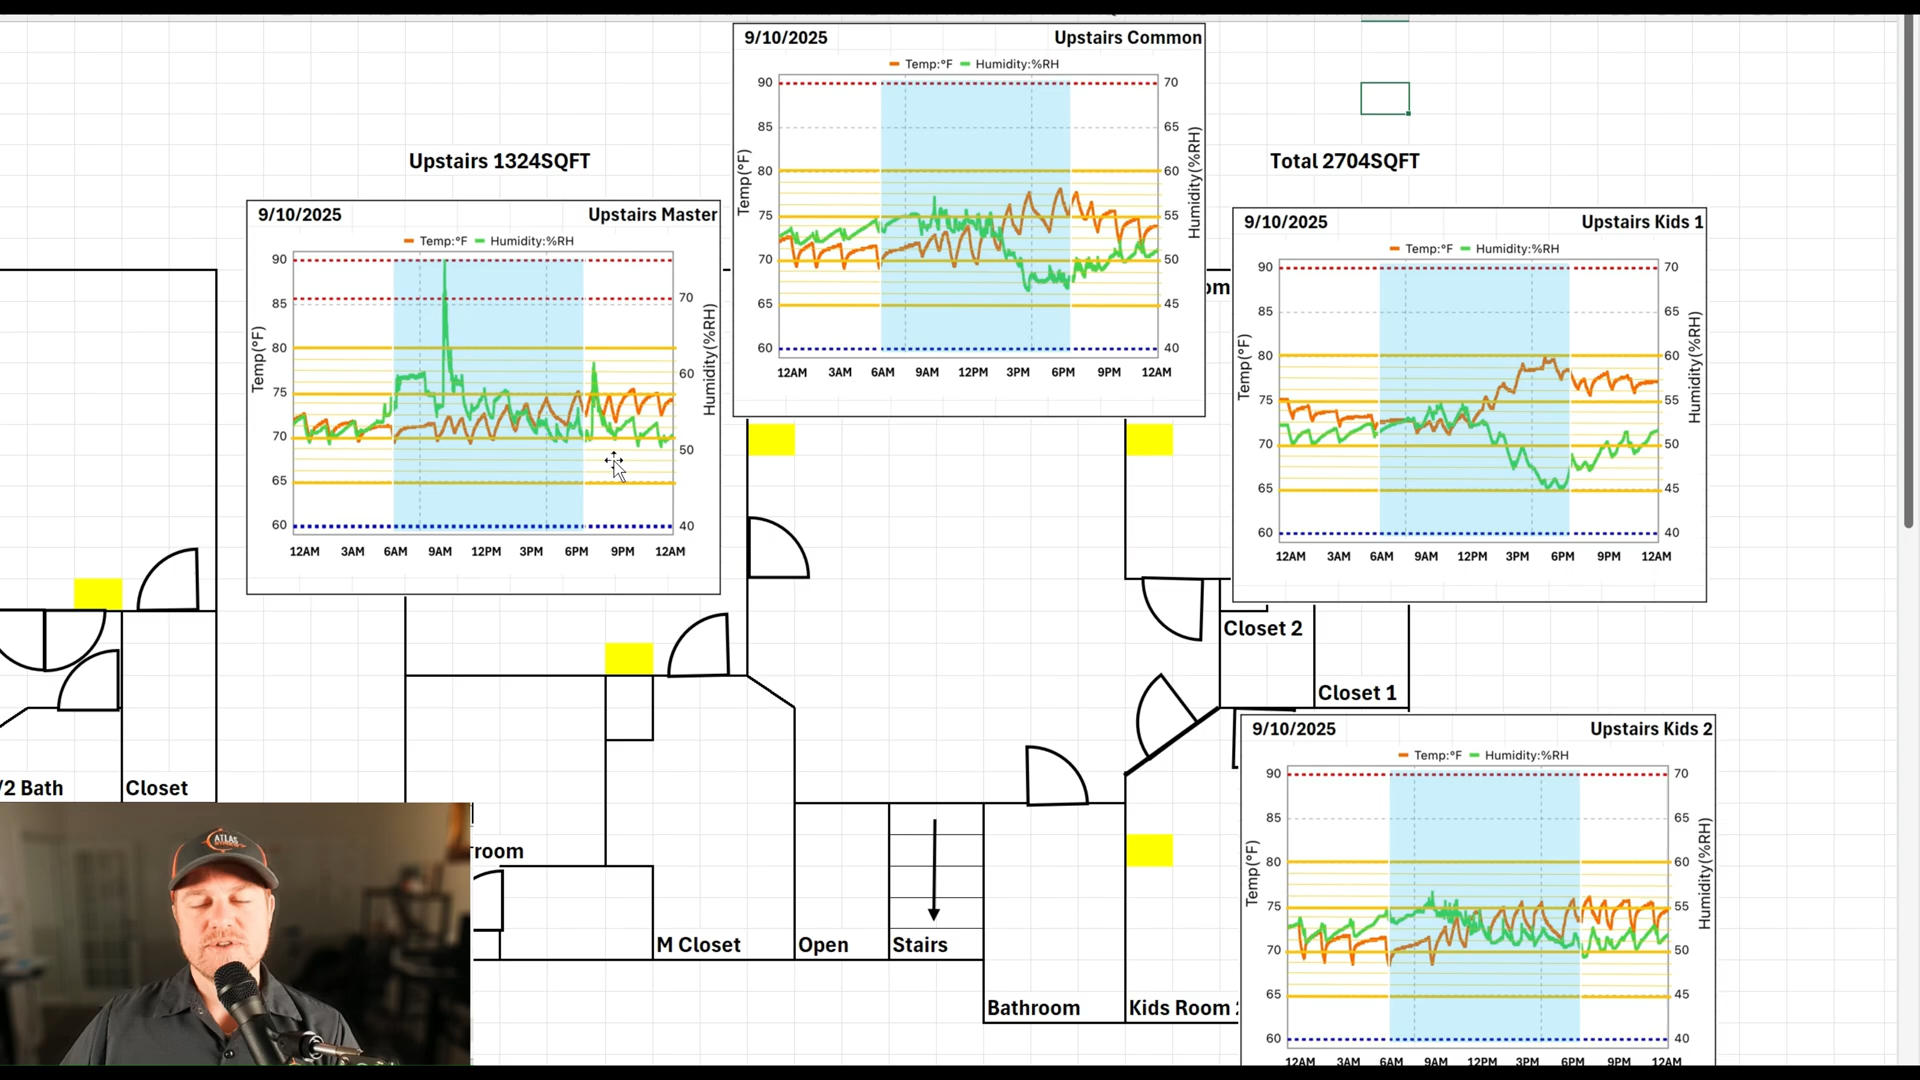 9/10/2025 Upstairs Common
Temp:°F Humidity:%RH
90
85
80
75
70
65
60
70
65
60
55
50
45
40
Temp(°F)
Humidity(%RH)
12AM 3AM 6AM 9AM 12PM 3PM 6PM 9PM 12AM
Upstairs 1324SQFT
Total 2704SQFT
9/10/2025 Upstairs Master
Temp:°F Humidity:%RH
90
85
80
75
70
65
60
70
60
50
40
Temp(°F)
Humidity(%RH)
12AM 3AM 6AM 9AM 12PM 3PM 6PM 9PM 12AM
9/10/2025 Upstairs Kids 1
Temp:°F Humidity:%RH
90
85
80
75
70
65
60
70
65
60
55
50
45
40
Temp(°F)
Humidity(%RH)
12AM 3AM 6AM 9AM 12PM 3PM 6PM 9PM 12AM
om
Closet 2
Closet 1
/2 Bath
Closet
room
M Closet
Open
Stairs
Bathroom
Kids Room
9/10/2025 Upstairs Kids 2
Temp:°F Humidity:%RH
90
85
80
75
70
65
60
70
65
60
55
50
45
40
Temp(°F)
Humidity(%RH)
12AM 3AM 6AM 9AM 12PM 3PM 6PM 9PM 12AM
ATLAS